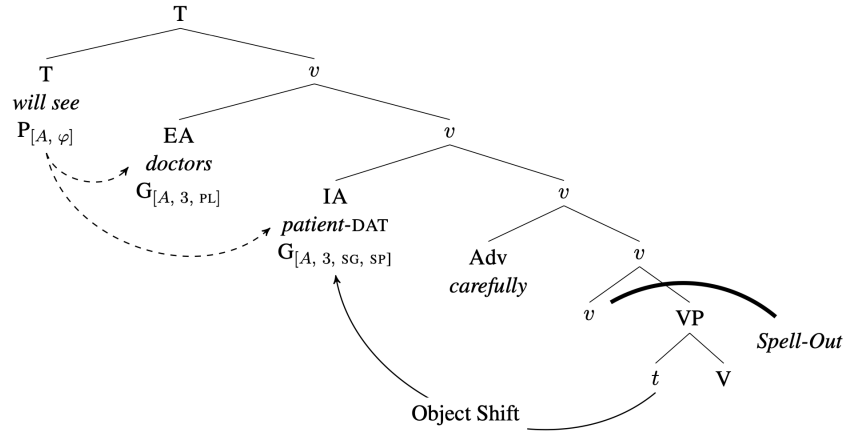 T
T
v
will see
P[A, φ]
EA
v
doctors
G[A, 3, PL]
IA
v
patient-DAT
G[A, 3, SG, SP]
Adv
v
carefully
v
VP
Spell-Out
t
V
Object Shift